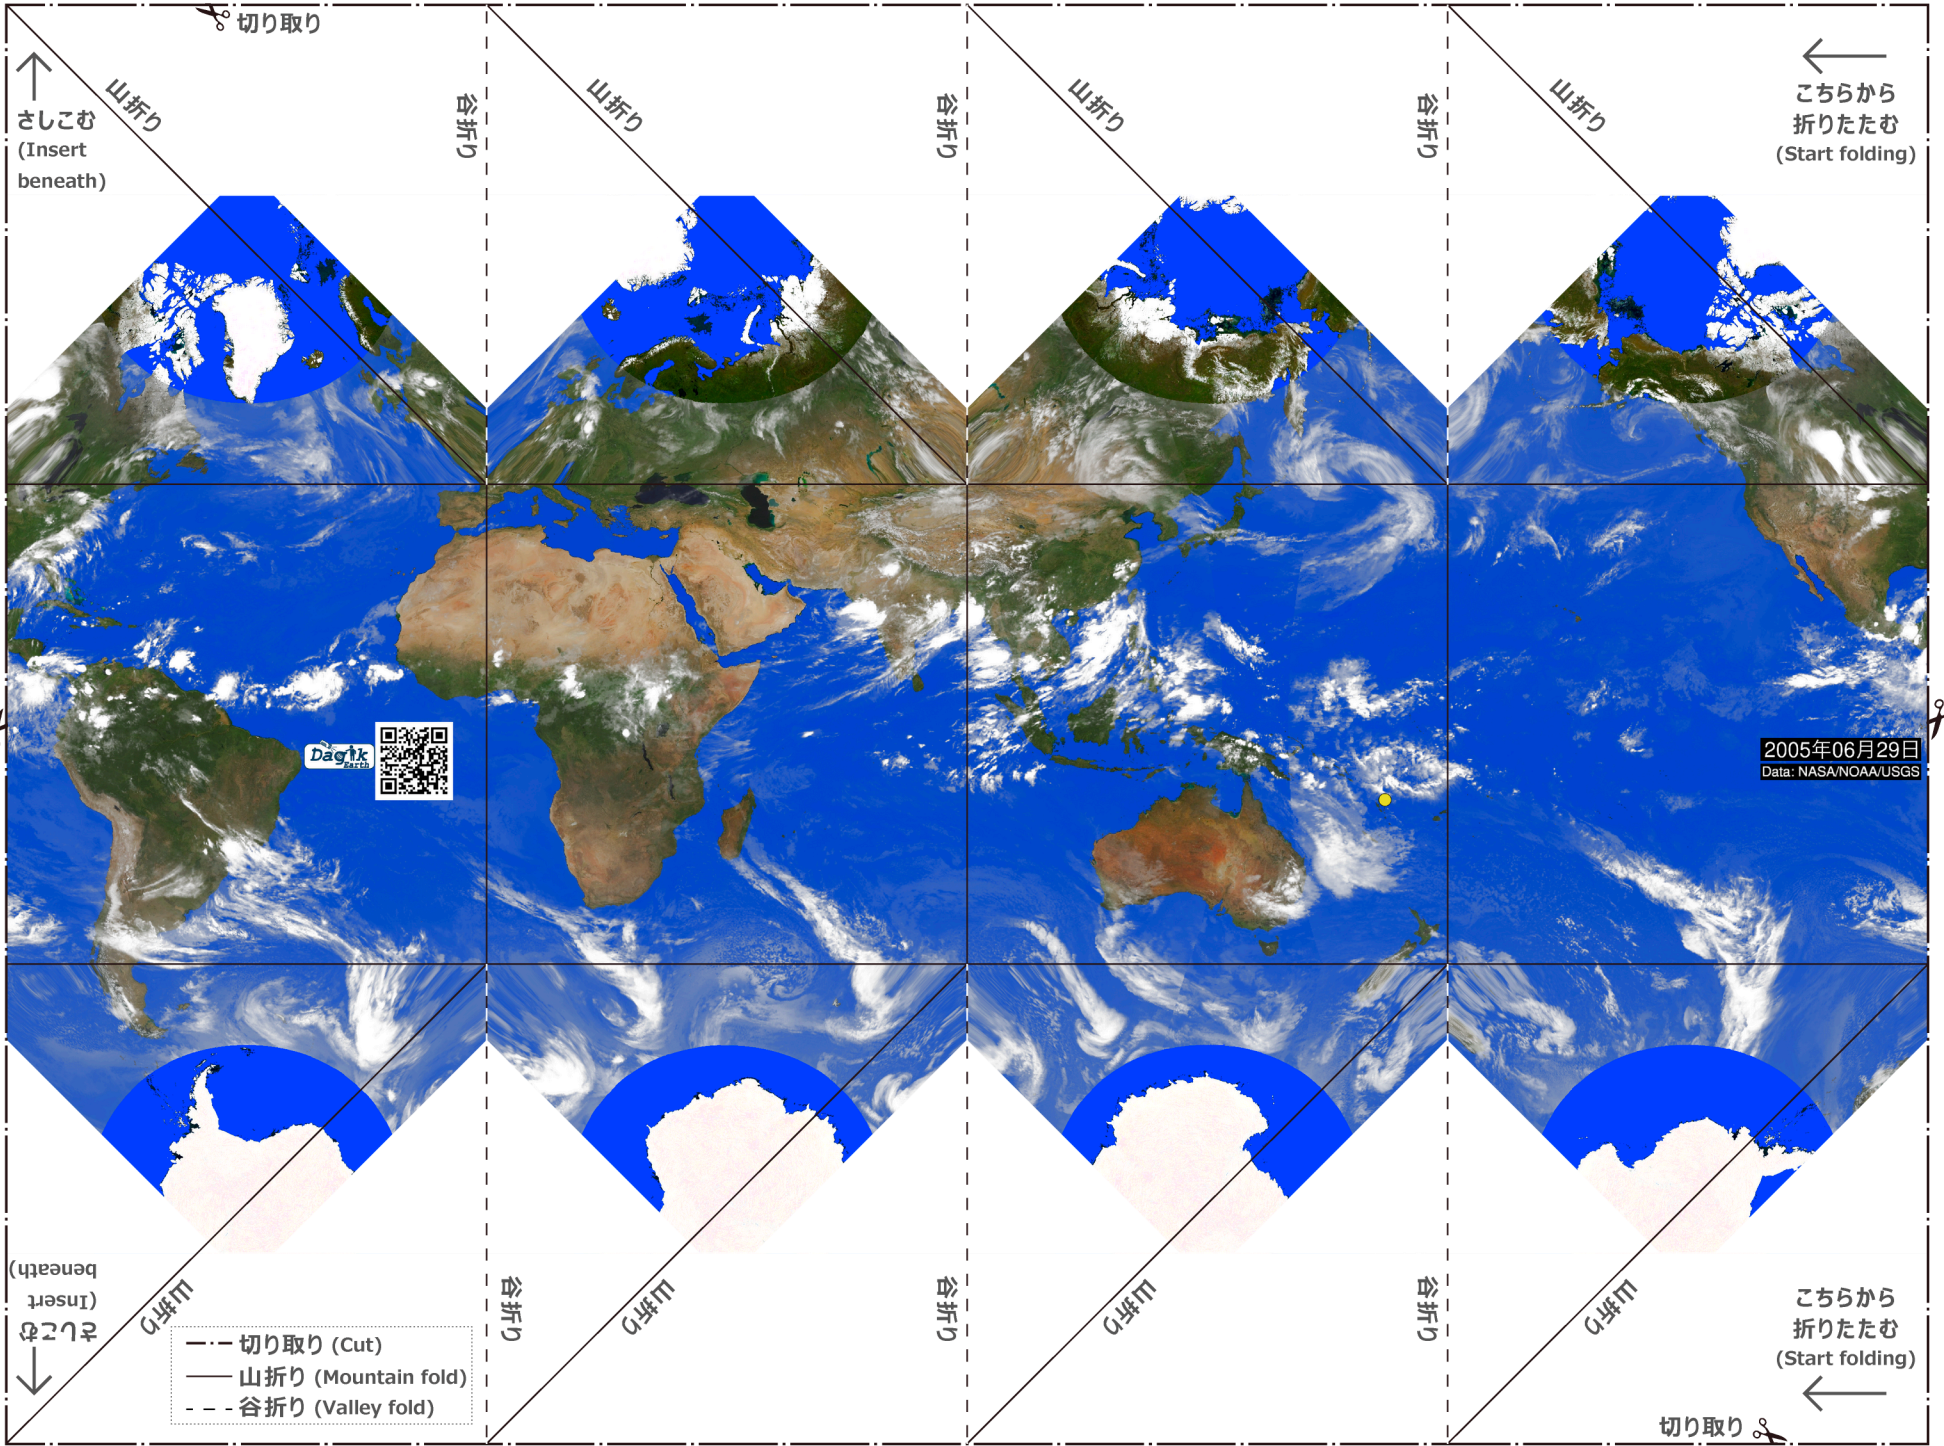 切り取り
山折り
谷折り
山折り
谷折り
山折り
谷折り
山折り
さしこむ
(Insert
beneath)
こちらから
折りたたむ
(Start folding)
Dagik
Earth
2005年06月29日
Data: NASA/NOAA/USGS
さしこむ
(Insert
beneath)
山折り
谷折り
山折り
谷折り
山折り
谷折り
山折り
こちらから
折りたたむ
(Start folding)
切り取り (Cut)
山折り (Mountain fold)
谷折り (Valley fold)
切り取り